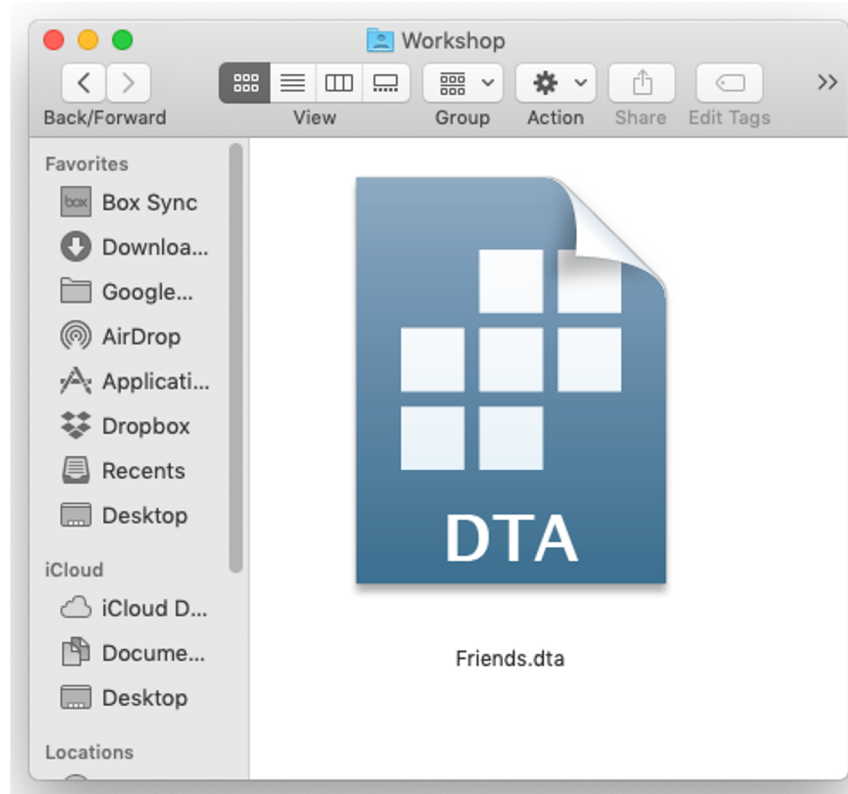 Workshop
Back/Forward View Group Action Share Edit Tags
Favorites
box Box Sync
Downloa...
Google...
AirDrop
Applicati...
Dropbox
Recents
Desktop
iCloud
iCloud D...
Docume...
Desktop
Locations
DTA
Friends.dta